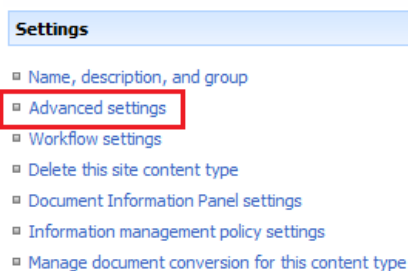 Settings
Name, description, and group
Advanced settings
Workflow settings
Delete this site content type
Document Information Panel settings
Information management policy settings
Manage document conversion for this content type